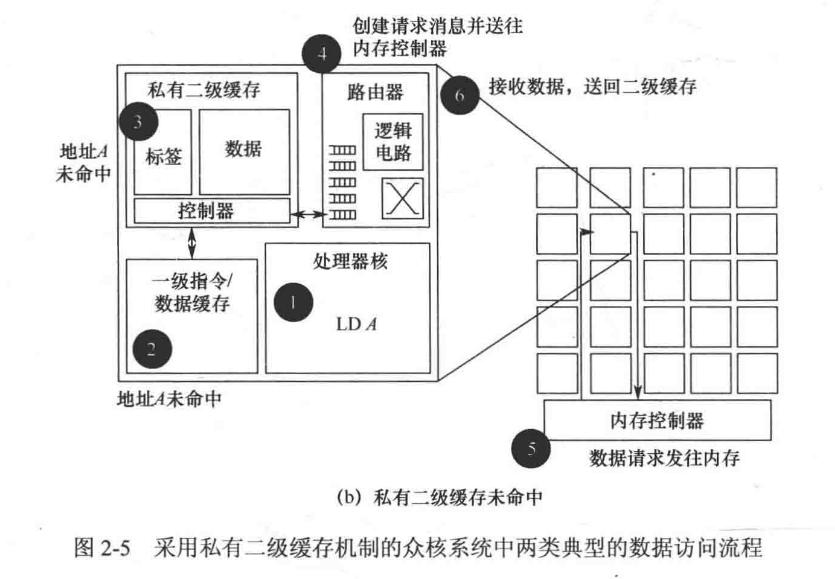 创建请求消息并送往
内存控制器
4
私有二级缓存
路由器
6
接收数据，送回二级缓存
3
标签
数据
逻辑
电路
地址A
未命中
控制器
一级指令/
数据缓存
处理器核
1
LD A
2
地址A未命中
内存控制器
5
数据请求发往内存
(b) 私有二级缓存未命中
图 2-5 采用私有二级缓存机制的众核系统中两类典型的数据访问流程